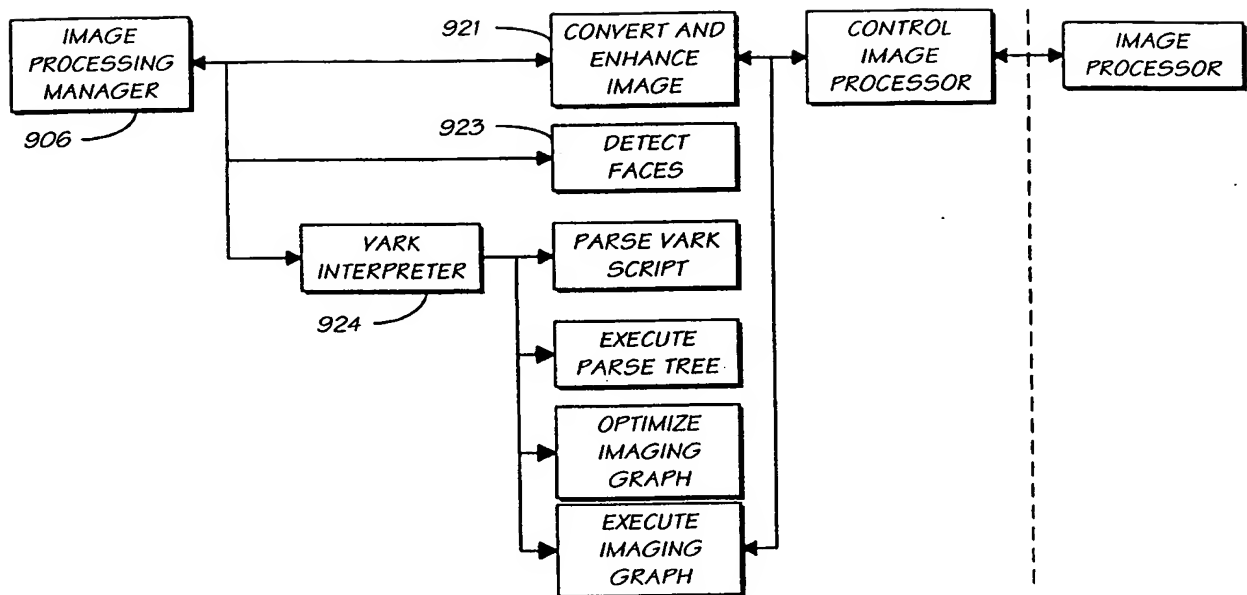 IMAGE
PROCESSING
MANAGER
906
921
CONVERT AND
ENHANCE
IMAGE
CONTROL
IMAGE
PROCESSOR
IMAGE
PROCESSOR
923
DETECT
FACES
VARK
INTERPRETER
924
PARSE VARK
SCRIPT
EXECUTE
PARSE TREE
OPTIMIZE
IMAGING
GRAPH
EXECUTE
IMAGING
GRAPH